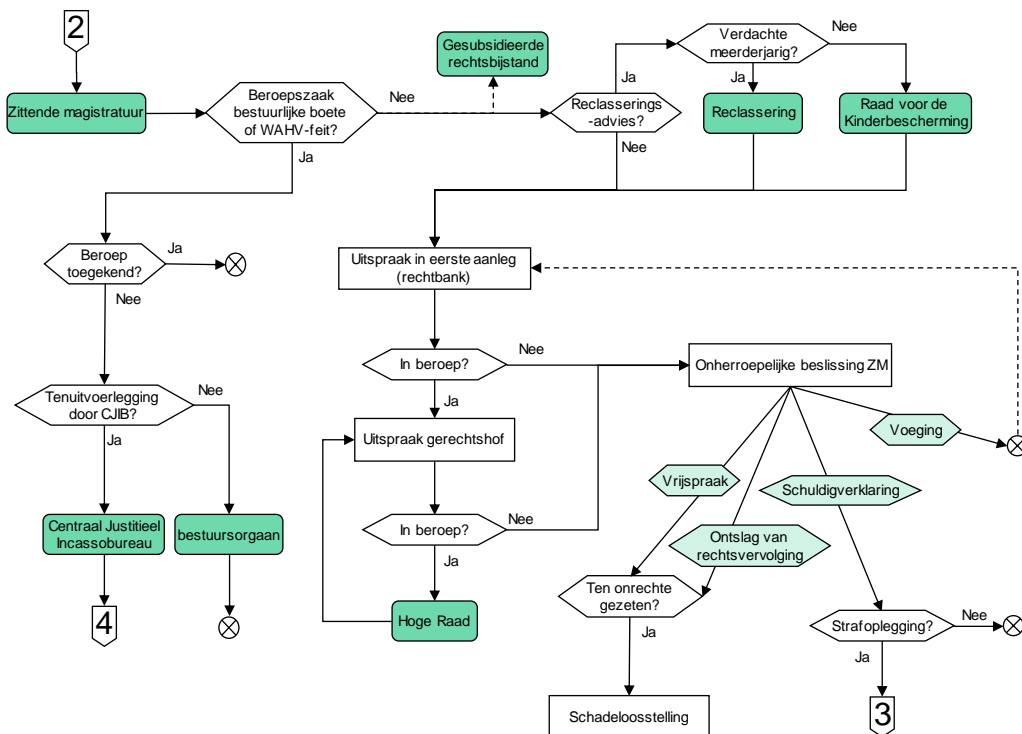 2
Zittende magistratuur
Beroepszaak
bestuurlijke boete
of WAHV-feit?
Nee
Ja
Gesubsidieerde
rechtsbijstand
Reclasserings
-advies?
Ja
Nee
Verdachte
meerderjarig?
Nee
Ja
Reclassering
Raad voor de
Kinderbescherming
Beroep
toegekend?
Ja
Nee
Uitspraak in eerste aanleg
(rechtbank)
In beroep?
Nee
Ja
Onherroepelijke beslissing ZM
Tenuitvoerlegging
door CJIB?
Nee
Ja
Uitspraak gerechtshof
Voeging
Vrijspraak
Schuldigverklaring
Centraal Justitieel
Incassobureau
bestuursorgaan
In beroep?
Nee
Ja
Ontslag van
rechtsvervolging
Ten onrechte
gezeten?
Ja
4
Hoge Raad
Strafoplegging?
Nee
Ja
Schadeloosstelling
3